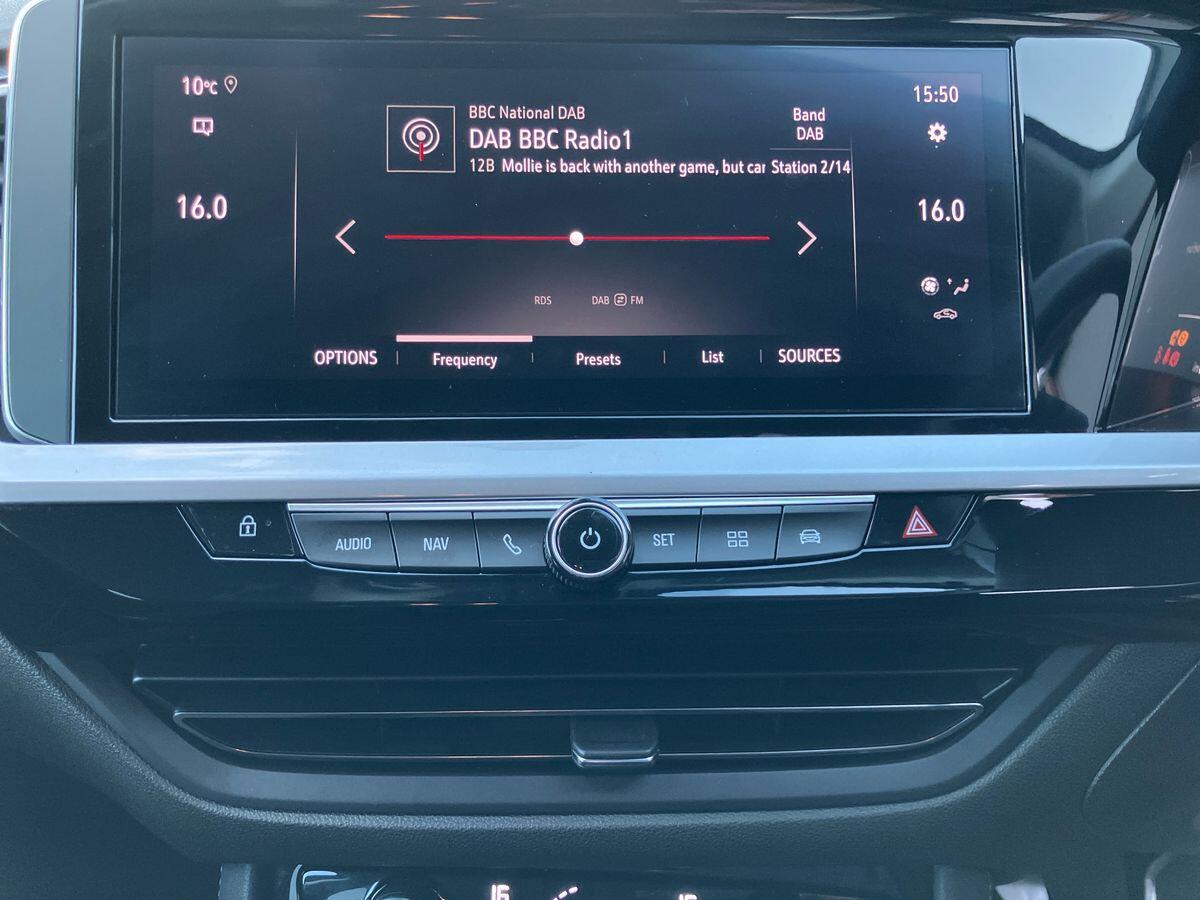 10°C
BBC National DAB
DAB BBC Radio1
12B Mollie is back with another game, but car
Band
DAB
Station 2/14
15:50
16.0
16.0
RDS
DAB FM
OPTIONS
Frequency
Presets
List
SOURCES
AUDIO
NAV
SET
16